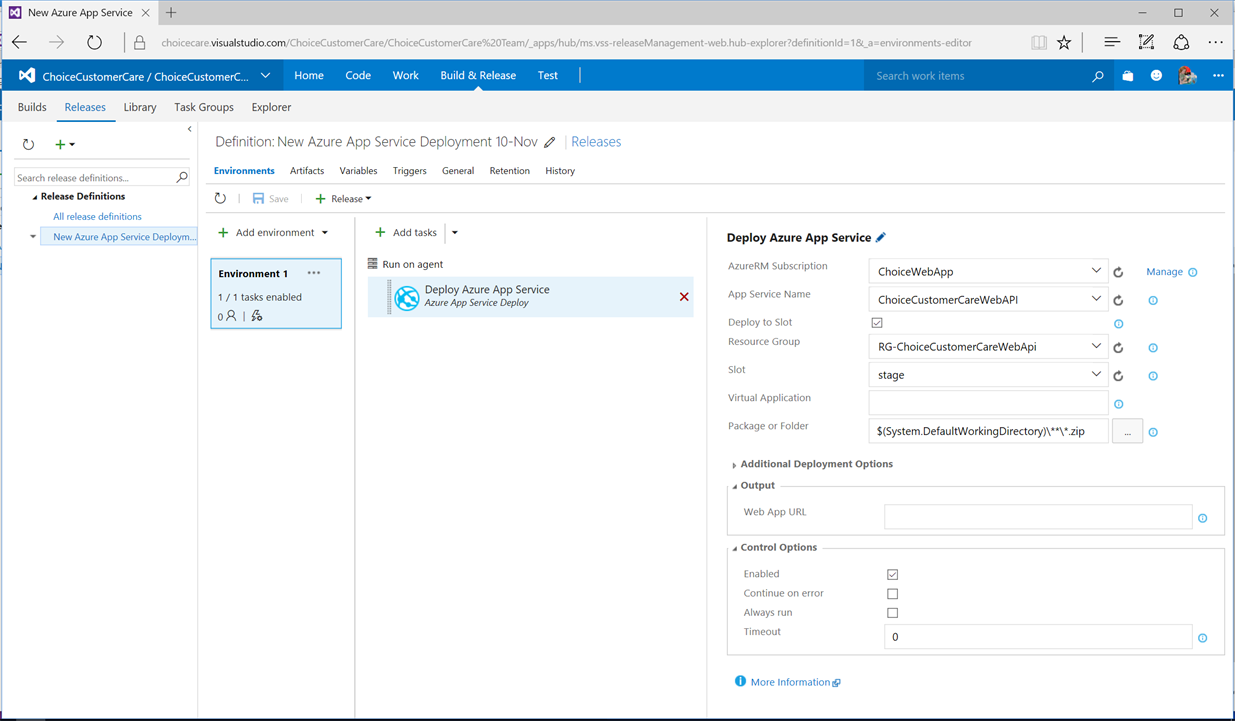 New Azure App Service
choicecare.visualstudio.com/ChoiceCustomerCare/ChoiceCustomerCare%20Team/_apps/hub/ms.vss-releaseManagement-web.hub-explorer?definitionId=1&_a=environments-editor
ChoiceCustomerCare / ChoiceCustomerC... Home Code Work Build & Release Test Search work items
Builds Releases Library Task Groups Explorer
Definition: New Azure App Service Deployment 10-Nov Releases
Search release definitions...
Environments Artifacts Variables Triggers General Retention History
Release Definitions
Save Release
All release definitions
New Azure App Service Deploym...
Add environment Add tasks
Deploy Azure App Service
Environment 1
1 / 1 tasks enabled
0
Run on agent
Deploy Azure App Service
Azure App Service Deploy
AzureRM Subscription ChoiceWebApp Manage
App Service Name ChoiceCustomerCareWebAPI
Deploy to Slot
Resource Group RG-ChoiceCustomerCareWebApi
Slot stage
Virtual Application
Package or Folder $(System.DefaultWorkingDirectory)\**\*.zip ...
Additional Deployment Options
Output
Web App URL
Control Options
Enabled
Continue on error
Always run
Timeout 0
More Information